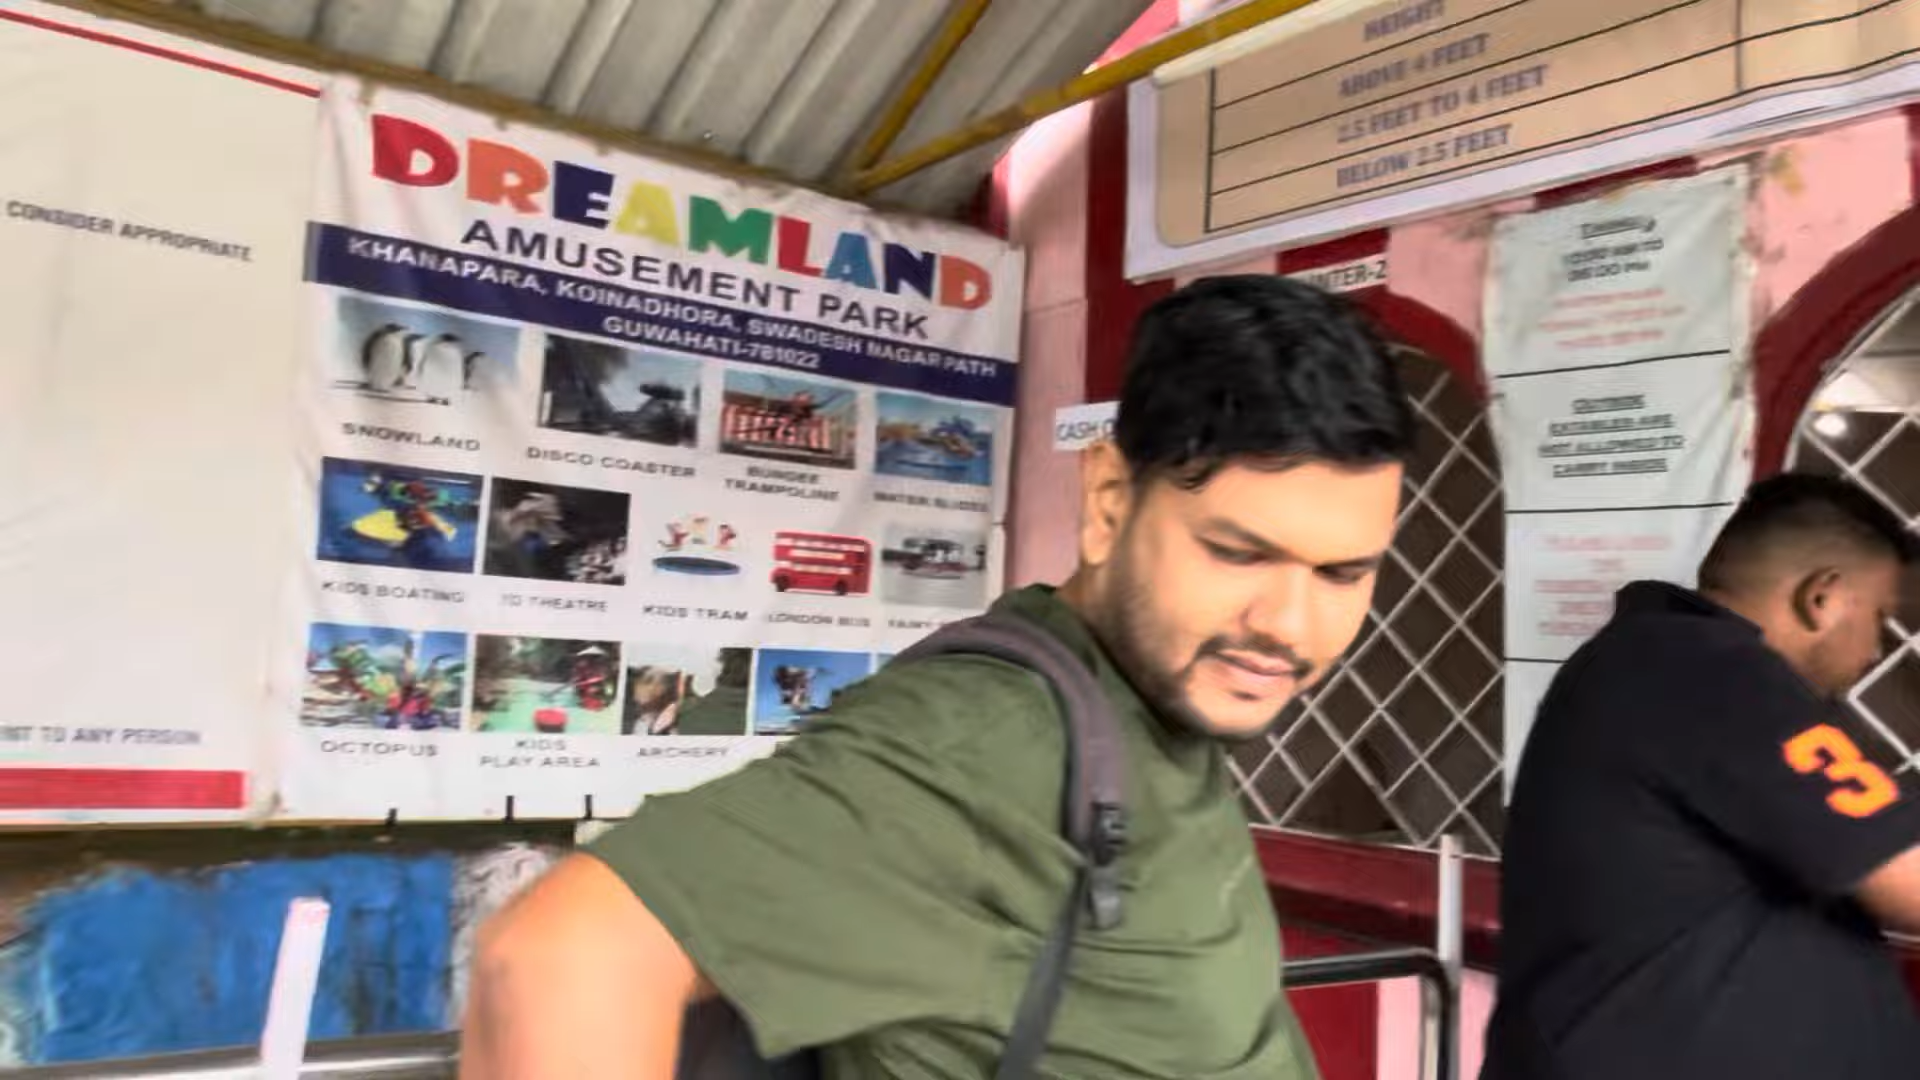 CONSIDER APPROPRIATE
TO ANY PERSON
DREAMLAND
AMUSEMENT PARK
KHANAPARA, KOINADHORA, SWADESH NAGAR PATH
GUWAHATI-781022
SNOWLAND
DISCO COASTER
BUNGEE
TRAMPOLINE
WATER SLIDES
KIDS BOATING
THEATRE
KIDS TRAM
LONDON BUS
OCTOPUS
KIDS
PLAY AREA
ARCHERY
HEIGHT
ABOVE 4 FEET
2.5 FEET TO 4 FEET
BELOW 2.5 FEET
NTER-2
CASH
OUTSIDE
EATABLES ARE
NOT ALLOWED TO
CARRY INSIDE
3